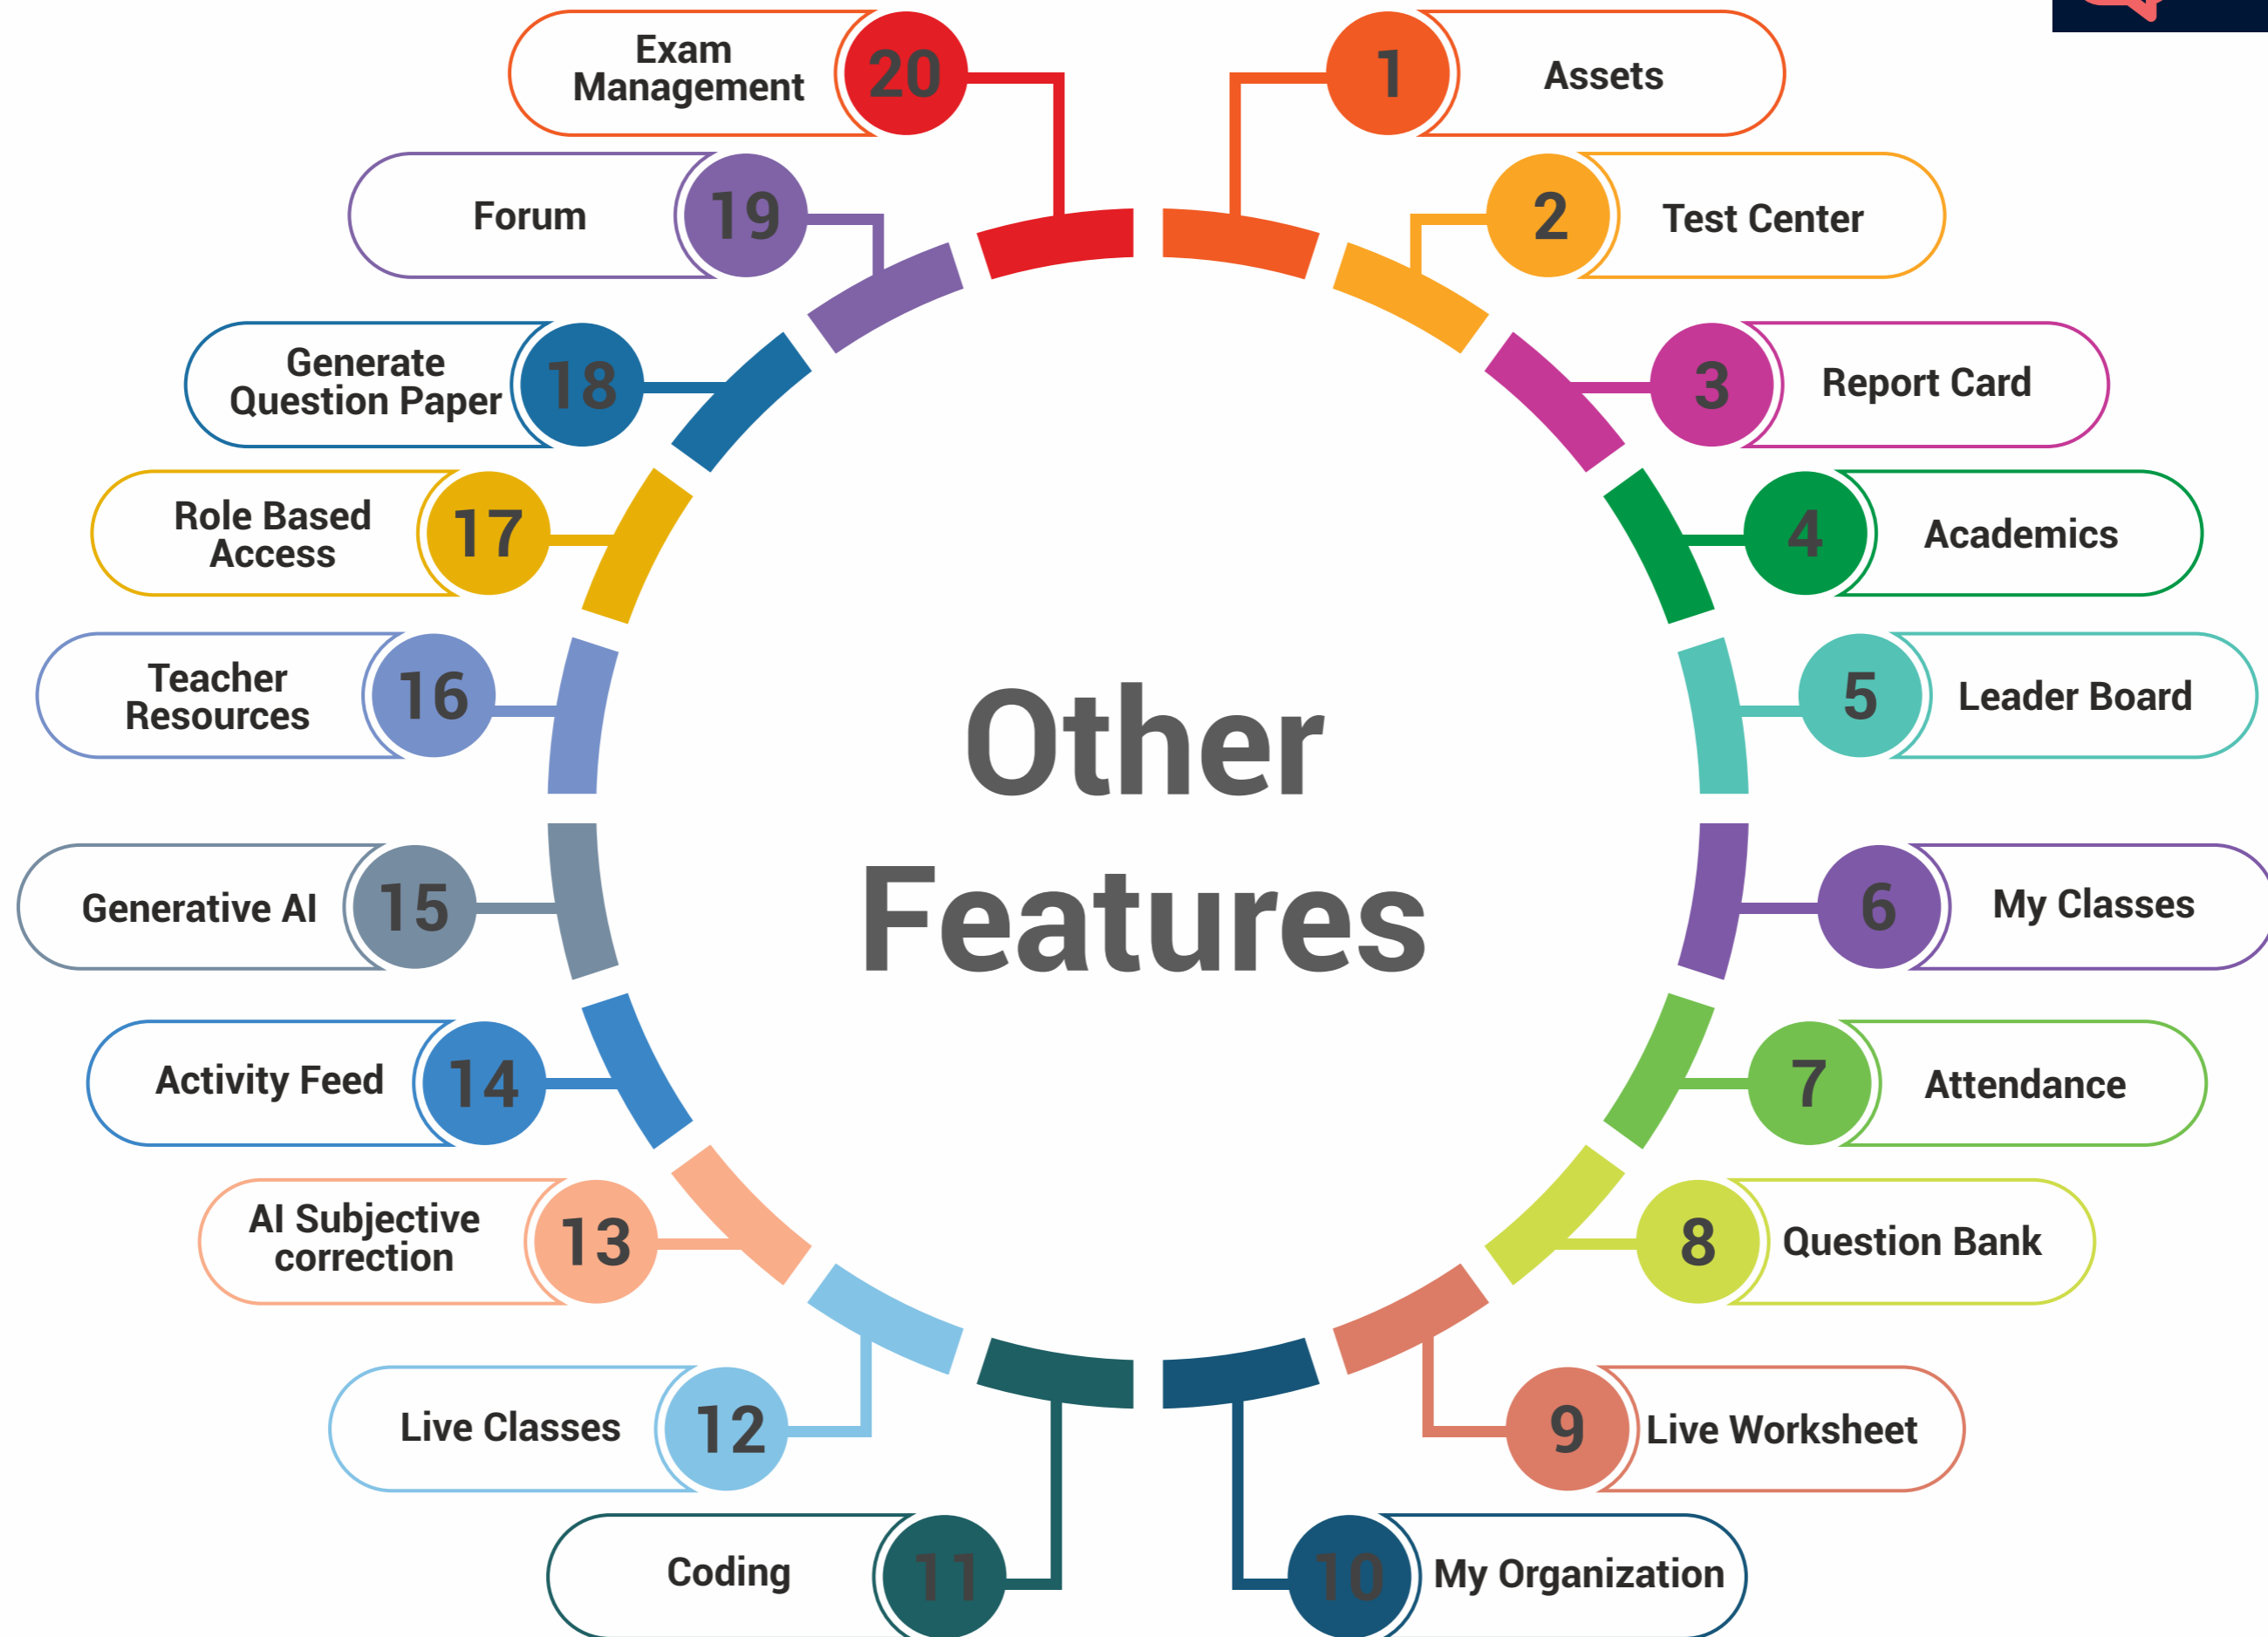 Other
Features
1
Assets
2
Test Center
3
Report Card
4
Academics
5
Leader Board
6
My Classes
7
Attendance
8
Question Bank
9
Live Worksheet
10
My Organization
11
Coding
12
Live Classes
13
AI Subjective
correction
14
Activity Feed
15
Generative AI
16
Teacher
Resources
17
Role Based
Access
18
Generate
Question Paper
19
Forum
20
Exam
Management